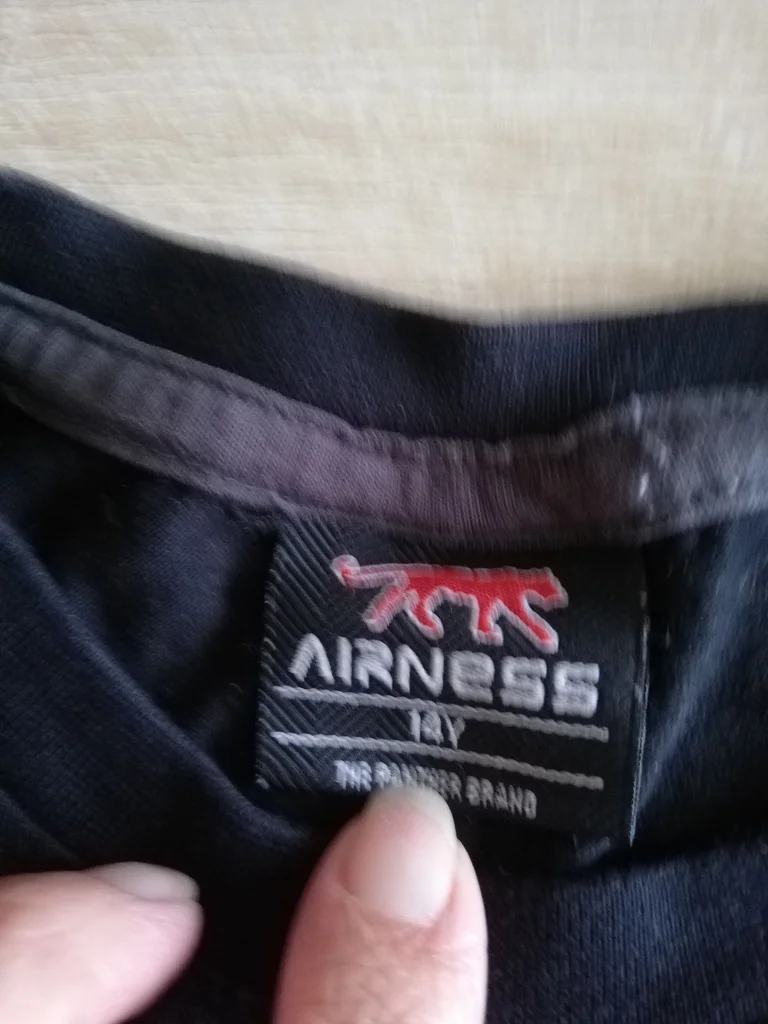 AIRNESS
14Y
THE PANTHER BRAND